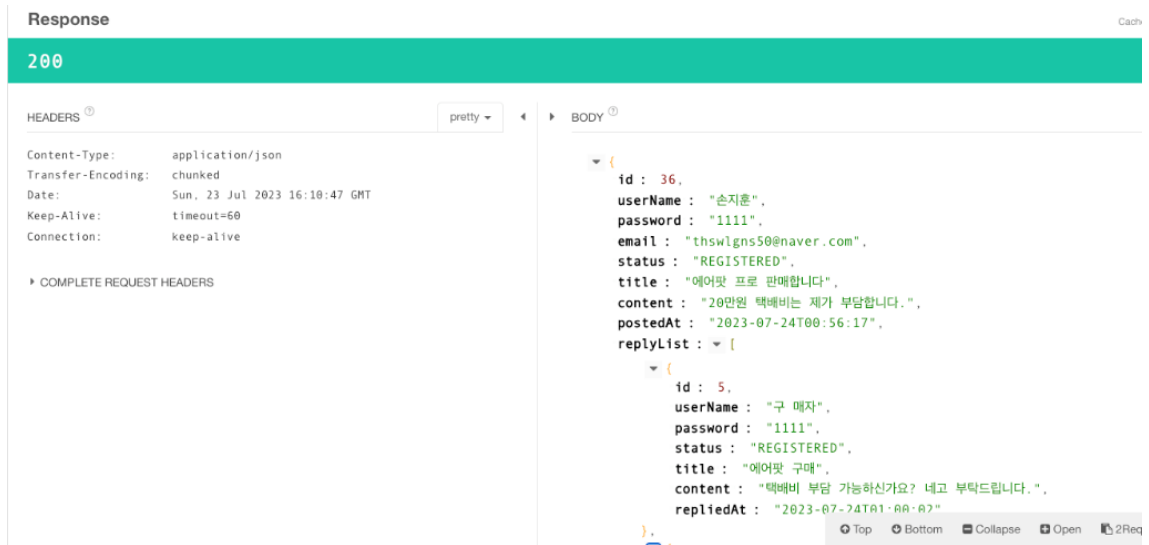 Response
Cach
200
HEADERS ?
pretty
BODY ?
Content-Type: application/json
Transfer-Encoding: chunked
Date: Sun, 23 Jul 2023 16:10:47 GMT
Keep-Alive: timeout=60
Connection: keep-alive
COMPLETE REQUEST HEADERS
{
id : 36,
userName : "손지훈",
password : "1111",
email : "thswlgns50@naver.com",
status : "REGISTERED",
title : "에어팟 프로 판매합니다",
content : "20만원 택배비는 제가 부담합니다.",
postedAt : "2023-07-24T00:56:17",
replyList : [
{
id : 5,
userName : "구 매자",
password : "1111",
status : "REGISTERED",
title : "에어팟 구매",
content : "택배비 부담 가능하신가요? 네고 부탁드립니다.",
repliedAt : "2023-07-24T01:00:02"
},
Top Bottom Collapse Open 2Req